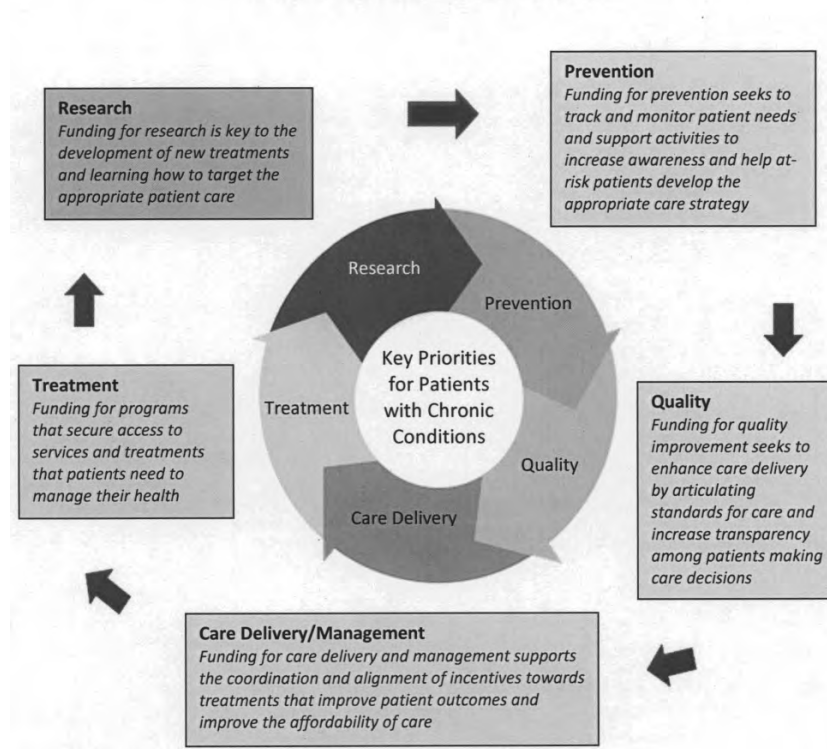 Research
Funding for research is key to the
development of new treatments
and learning how to target the
appropriate patient care
Prevention
Funding for prevention seeks to
track and monitor patient needs
and support activities to
increase awareness and help at-
risk patients develop the
appropriate care strategy
Research
Prevention
Key Priorities
for Patients
with Chronic
Conditions
Treatment
Quality
Care Delivery
Treatment
Funding for programs
that secure access to
services and treatments
that patients need to
manage their health
Quality
Funding for quality
improvement seeks to
enhance care delivery
by articulating
standards for care and
increase transparency
among patients making
care decisions
Care Delivery/Management
Funding for care delivery and management supports
the coordination and alignment of incentives towards
treatments that improve patient outcomes and
improve the affordability of care